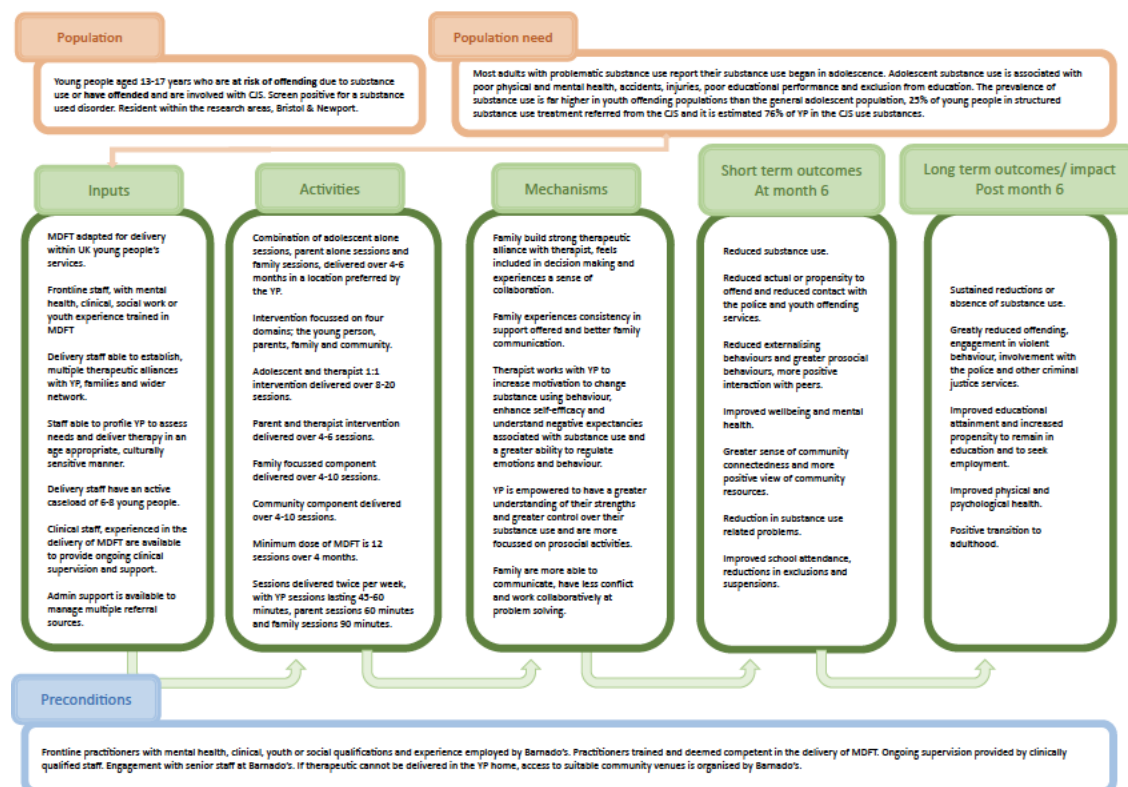 Population
Young people aged 13-17 years who are at risk of offending due to substance
use or have offended and are involved with CJS. Screen positive for a substance
used disorder. Resident within the research areas, Bristol & Newport.
Population need
Most adults with problematic substance use report their substance use began in adolescence. Adolescent substance use is associated with
poor physical and mental health, accidents, injuries, poor educational performance and exclusion from education. The prevalence of
substance use is far higher in youth offending populations than the general adolescent population, 25% of young people in structured
substance use treatment referred from the CJS and it is estimated 76% of YP in the CJS use substances.
Inputs
MDFT adapted for delivery
within UK young people's
services.
Frontline staff, with mental
health, clinical, social work or
youth experience trained in
MDFT
Delivery staff able to establish,
multiple therapeutic alliances
with YP, families and wider
network.
Staff able to profile YP to assess
needs and deliver therapy in an
age appropriate, culturally
sensitive manner.
Delivery staff have an active
caseload of 6-8 young people.
Clinical staff, experienced in the
delivery of MDFT are available
to provide ongoing clinical
supervision and support.
Admin support is available to
manage multiple referral
sources.
Activities
Combination of adolescent alone
sessions, parent alone sessions and
family sessions, delivered over 4-6
months in a location preferred by
the YP.
Intervention focussed on four
domains; the young person,
parents, family and community.
Adolescent and therapist 1:1
intervention delivered over 8-20
sessions.
Parent and therapist intervention
delivered over 4-6 sessions.
Family focussed component
delivered over 4-10 sessions.
Community component delivered
over 4-10 sessions.
Minimum dose of MDFT is 12
sessions over 4 months.
Sessions delivered twice per week,
with YP sessions lasting 45-60
minutes, parent sessions 60 minutes
and family sessions 90 minutes.
Mechanisms
Family build strong therapeutic
alliance with therapist, feels
included in decision making and
experiences a sense of
collaboration.
Family experiences consistency in
support offered and better family
communication.
Therapist works with YP to
increase motivation to change
substance using behaviour,
enhance self-efficacy and
understand negative expectancies
associated with substance use and
a greater ability to regulate
emotions and behaviour.
YP is empowered to have a greater
understanding of their strengths
and greater control over their
substance use and are more
focussed on prosocial activities.
Family are more able to
communicate, have less conflict
and work collaboratively at
problem solving.
Short term outcomes
At month 6
Reduced substance use.
Reduced actual or propensity to
offend and reduced contact with
the police and youth offending
services.
Reduced externalising
behaviours and greater prosocial
behaviours, more positive
interaction with peers.
Improved wellbeing and mental
health.
Greater sense of community
connectedness and more
positive view of community
resources.
Reduction in substance use
related problems.
Improved school attendance,
reductions in exclusions and
suspensions.
Long term outcomes/ impact
Post month 6
Sustained reductions or
absence of substance use.
Greatly reduced offending,
engagement in violent
behaviour, involvement with
the police and other criminal
justice services.
Improved educational
attainment and increased
propensity to remain in
education and to seek
employment.
Improved physical and
psychological health.
Positive transition to
adulthood.
Preconditions
Frontline practitioners with mental health, clinical, youth or social qualifications and experience employed by Barnado's. Practitioners trained and deemed competent in the delivery of MDFT. Ongoing supervision provided by clinically
qualified staff. Engagement with senior staff at Barnado's. If therapeutic cannot be delivered in the YP home, access to suitable community venues is organised by Barnado's.